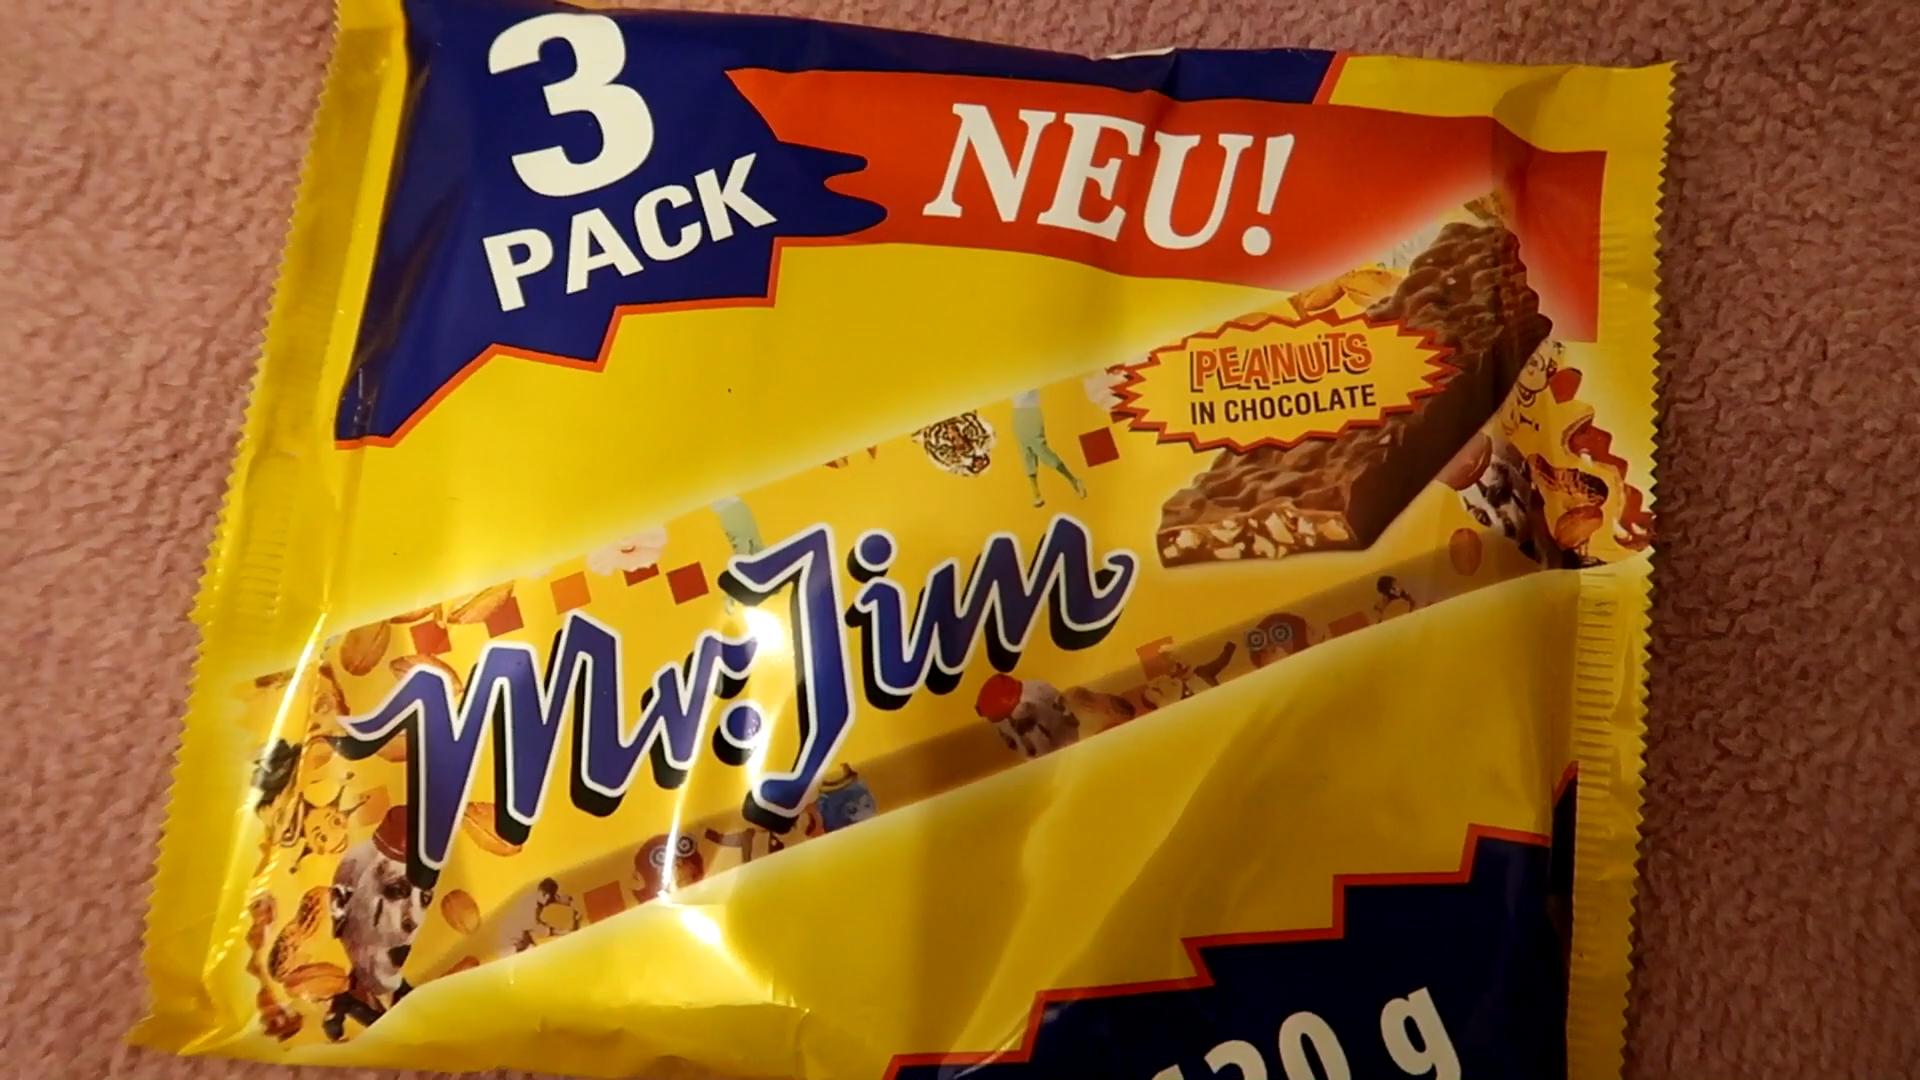 3
PACK
NEU!
PEANUTS
IN CHOCOLATE
Mr. Jim
g